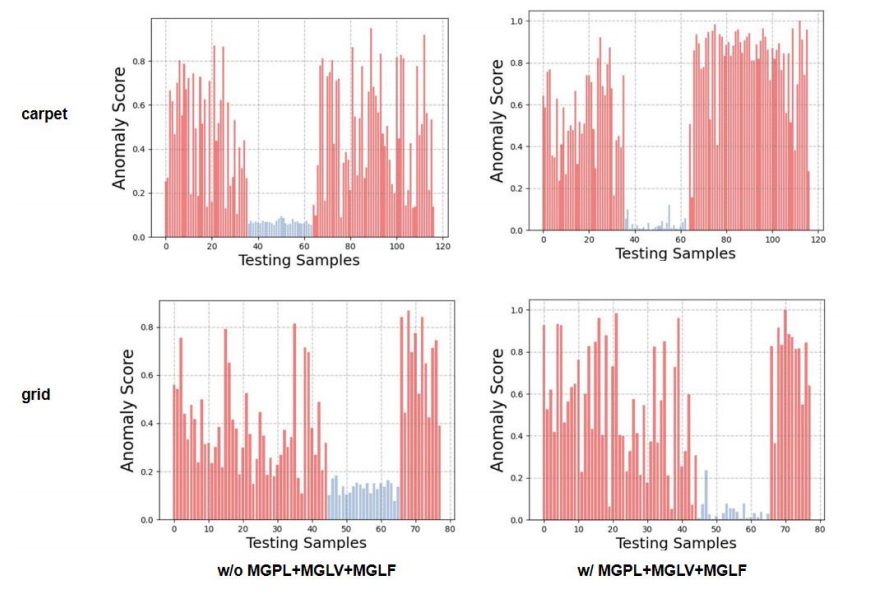 carpet
Anomaly Score
0.0
0.2
0.4
0.6
0.8
0 20 40 60 80 100 120
Testing Samples
Anomaly Score
0.0
0.2
0.4
0.6
0.8
1.0
0 20 40 60 80 100 120
Testing Samples
grid
Anomaly Score
0.0
0.2
0.4
0.6
0.8
0 10 20 30 40 50 60 70 80
Testing Samples
Anomaly Score
0.0
0.2
0.4
0.6
0.8
1.0
0 10 20 30 40 50 60 70 80
Testing Samples
w/o MGPL+MGLV+MGLF
w/ MGPL+MGLV+MGLF